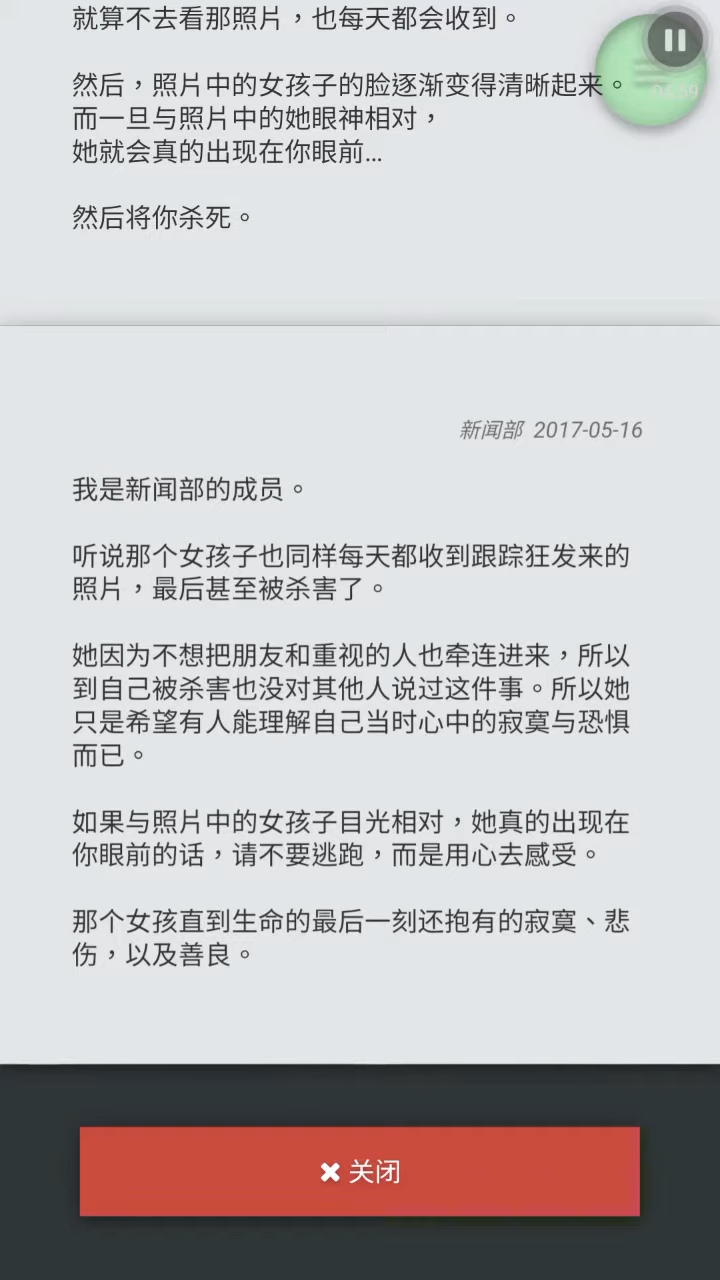 就算不去看那照片，也每天都会收到。
然后，照片中的女孩子的脸逐渐变得清晰起来。
而一旦与照片中的她眼神相对，
她就会真的出现在你眼前...
然后将你杀死。
新闻部 2017-05-16
我是新闻部的成员。
听说那个女孩子也同样每天都收到跟踪狂发来的
照片，最后甚至被杀害了。
她因为不想把朋友和重视的人也牵连进来，所以
到自己被杀害也没对其他人说过这件事。所以她
只是希望有人能理解自己当时心中的寂寞与恐惧
而已。
如果与照片中的女孩子目光相对，她真的出现在
你眼前的话，请不要逃跑，而是用心去感受。
那个女孩直到生命的最后一刻还抱有的寂寞、悲
伤，以及善良。
关闭